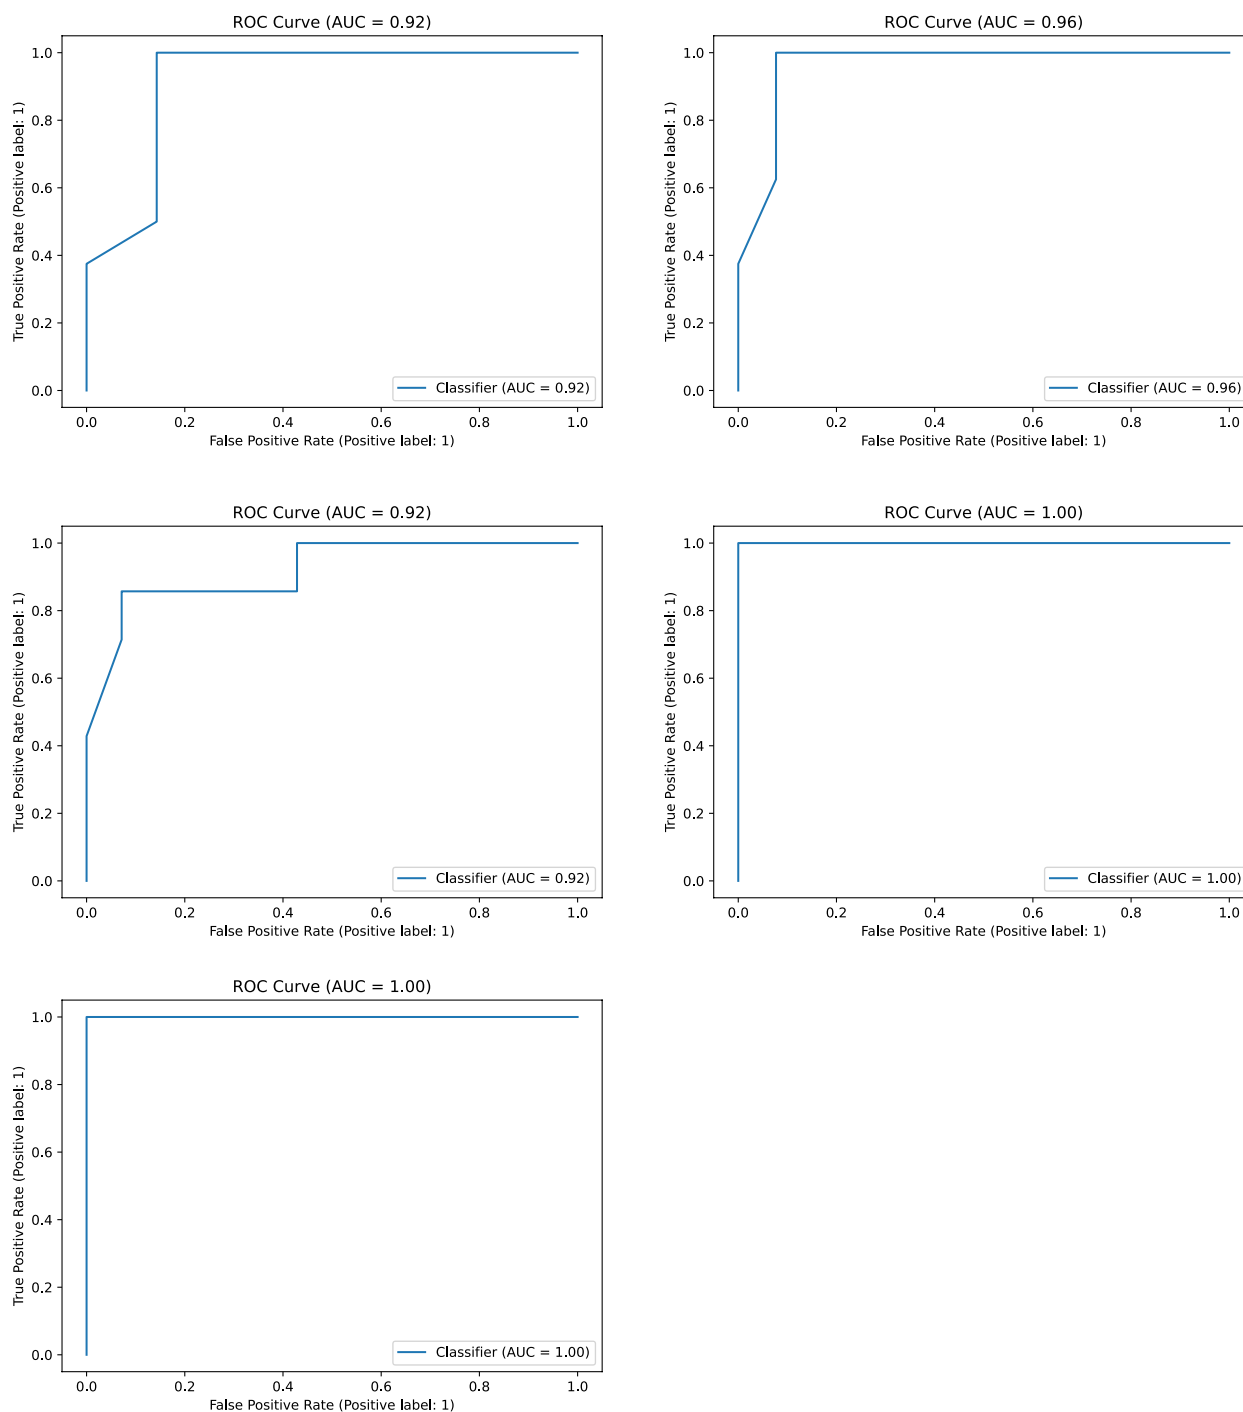 ROC Curve (AUC = 0.92)
True Positive Rate (Positive label: 1)
1.0
0.8
0.6
0.4
0.2
0.0
Classifier (AUC = 0.92)
0.0 0.2 0.4 0.6 0.8 1.0
False Positive Rate (Positive label: 1)
ROC Curve (AUC = 0.96)
True Positive Rate (Positive label: 1)
1.0
0.8
0.6
0.4
0.2
0.0
Classifier (AUC = 0.96)
0.0 0.2 0.4 0.6 0.8 1.0
False Positive Rate (Positive label: 1)
ROC Curve (AUC = 0.92)
True Positive Rate (Positive label: 1)
1.0
0.8
0.6
0.4
0.2
0.0
Classifier (AUC = 0.92)
0.0 0.2 0.4 0.6 0.8 1.0
False Positive Rate (Positive label: 1)
ROC Curve (AUC = 1.00)
True Positive Rate (Positive label: 1)
1.0
0.8
0.6
0.4
0.2
0.0
Classifier (AUC = 1.00)
0.0 0.2 0.4 0.6 0.8 1.0
False Positive Rate (Positive label: 1)
ROC Curve (AUC = 1.00)
True Positive Rate (Positive label: 1)
1.0
0.8
0.6
0.4
0.2
0.0
Classifier (AUC = 1.00)
0.0 0.2 0.4 0.6 0.8 1.0
False Positive Rate (Positive label: 1)